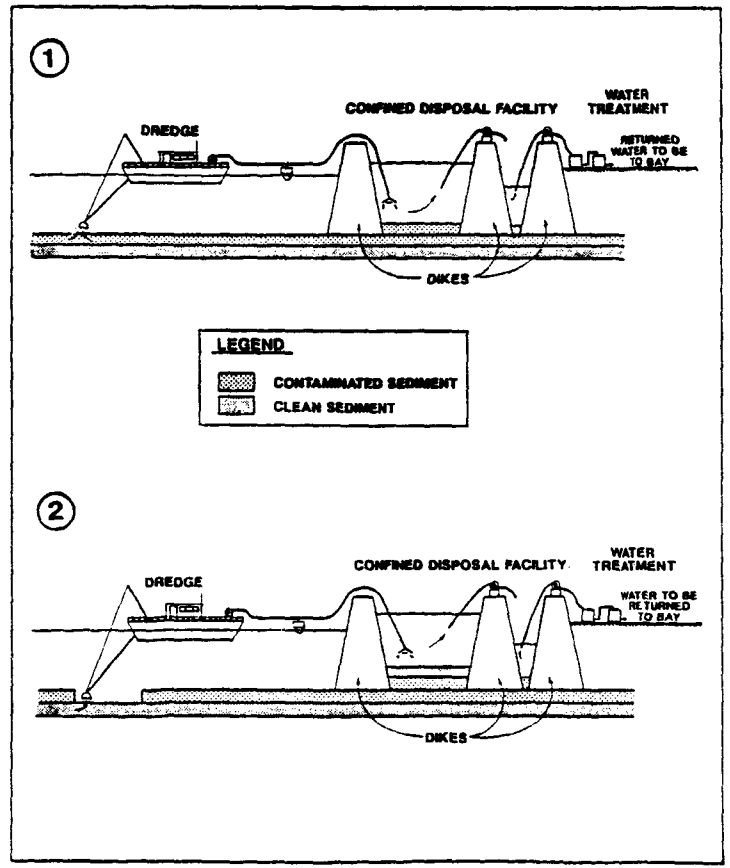 1
CONFINED DISPOSAL FACILITY
WATER
TREATMENT
DREDGE
RETURNED
WATER TO BE
TO BAY
DIKES
LEGEND
CONTAMINATED SEDIMENT
CLEAN SEDIMENT
2
CONFINED DISPOSAL FACILITY
WATER
TREATMENT
DREDGE
WATER TO BE
RETURNED
TO BAY
DIKES